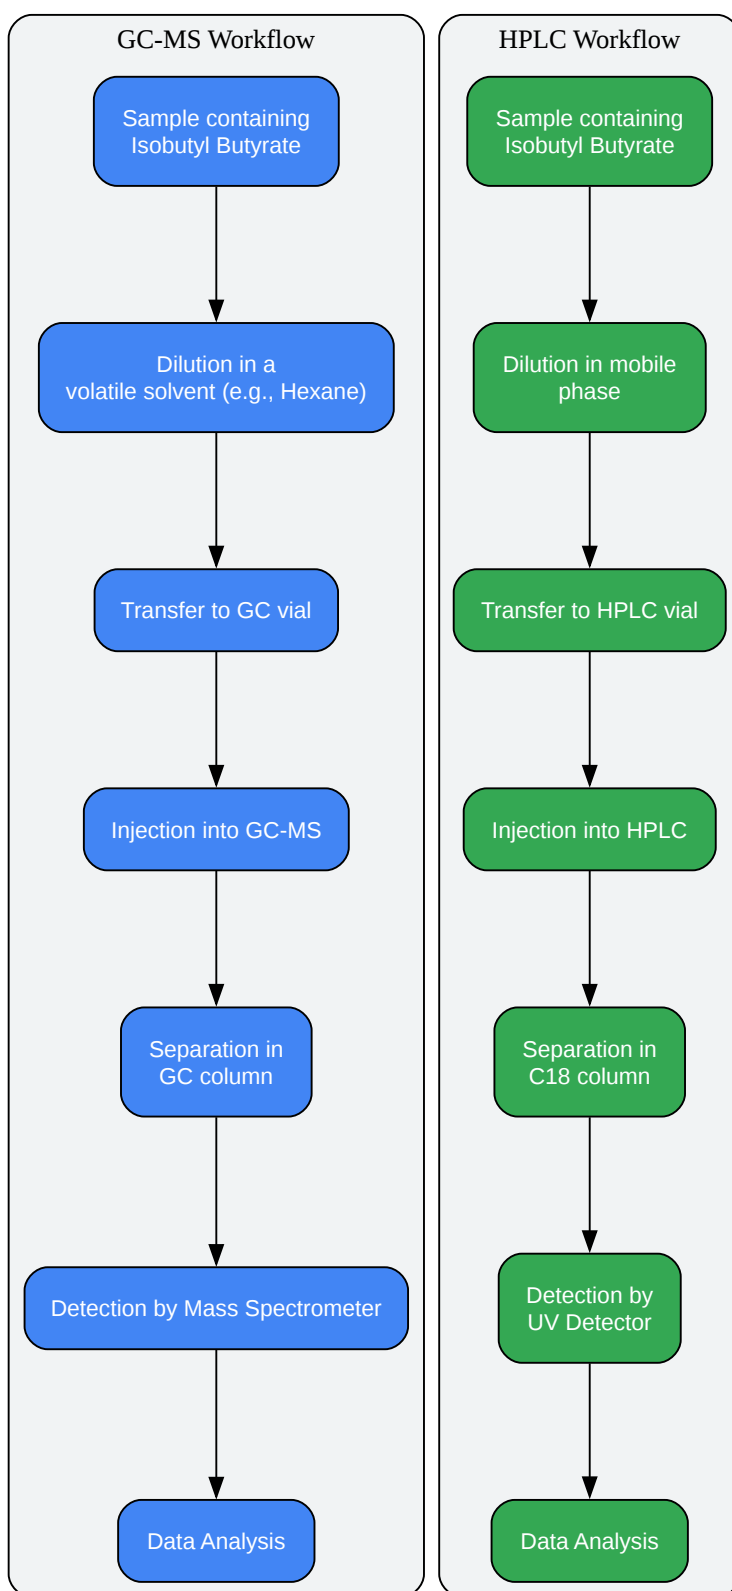 GC-MS Workflow
Sample containing
Isobutyl Butyrate
Dilution in a
volatile solvent (e.g., Hexane)
Transfer to GC vial
Injection into GC-MS
Separation in
GC column
Detection by Mass Spectrometer
Data Analysis
HPLC Workflow
Sample containing
Isobutyl Butyrate
Dilution in mobile
phase
Transfer to HPLC vial
Injection into HPLC
Separation in
C18 column
Detection by
UV Detector
Data Analysis